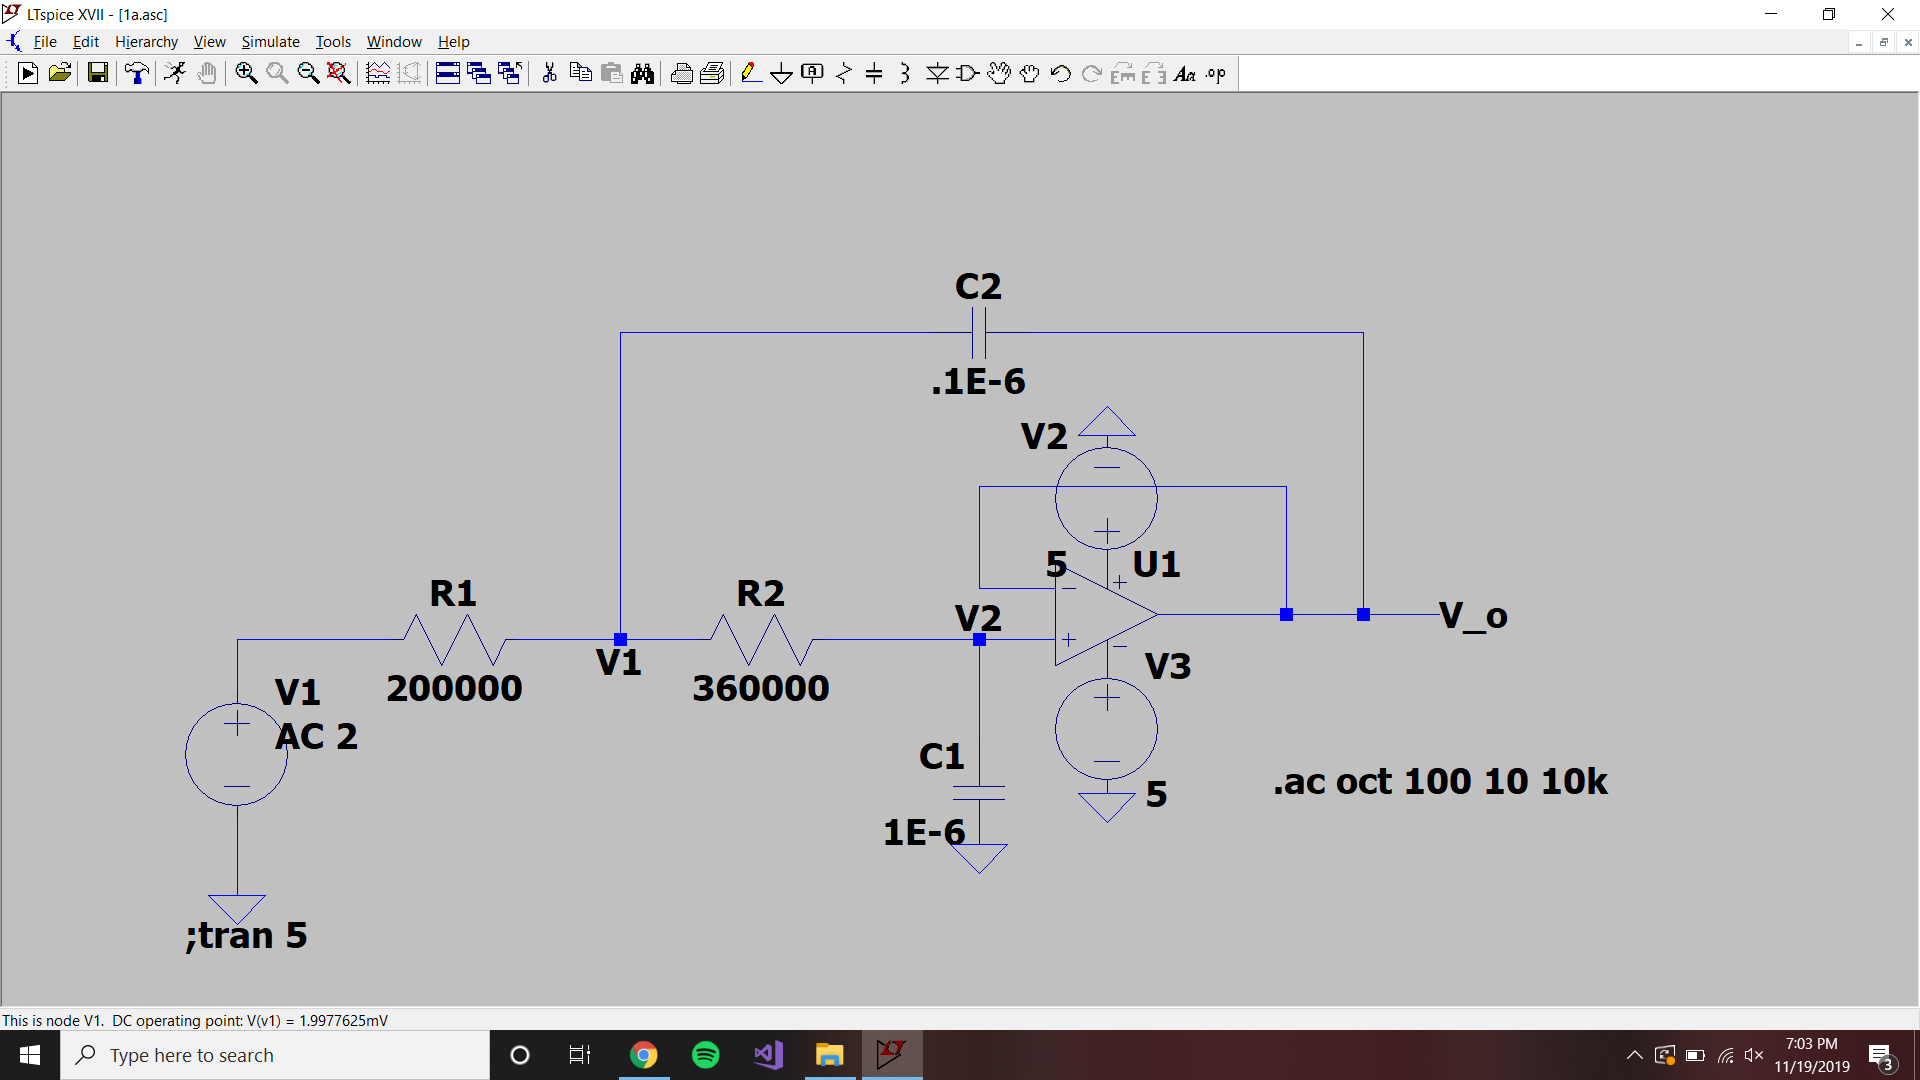 LTspice XVII - [1a.asc]
File Edit Hierarchy View Simulate Tools Window Help
Aa .op
C2
.1E-6
V2
5
U1
R1
200000
R2
360000
V1
V2
V_o
V1
AC 2
C1
1E-6
V3
5
.ac oct 100 10 10k
;tran 5
This is node V1. DC operating point: V(v1) = 1.9977625mV
Type here to search
7:03 PM
11/19/2019
3